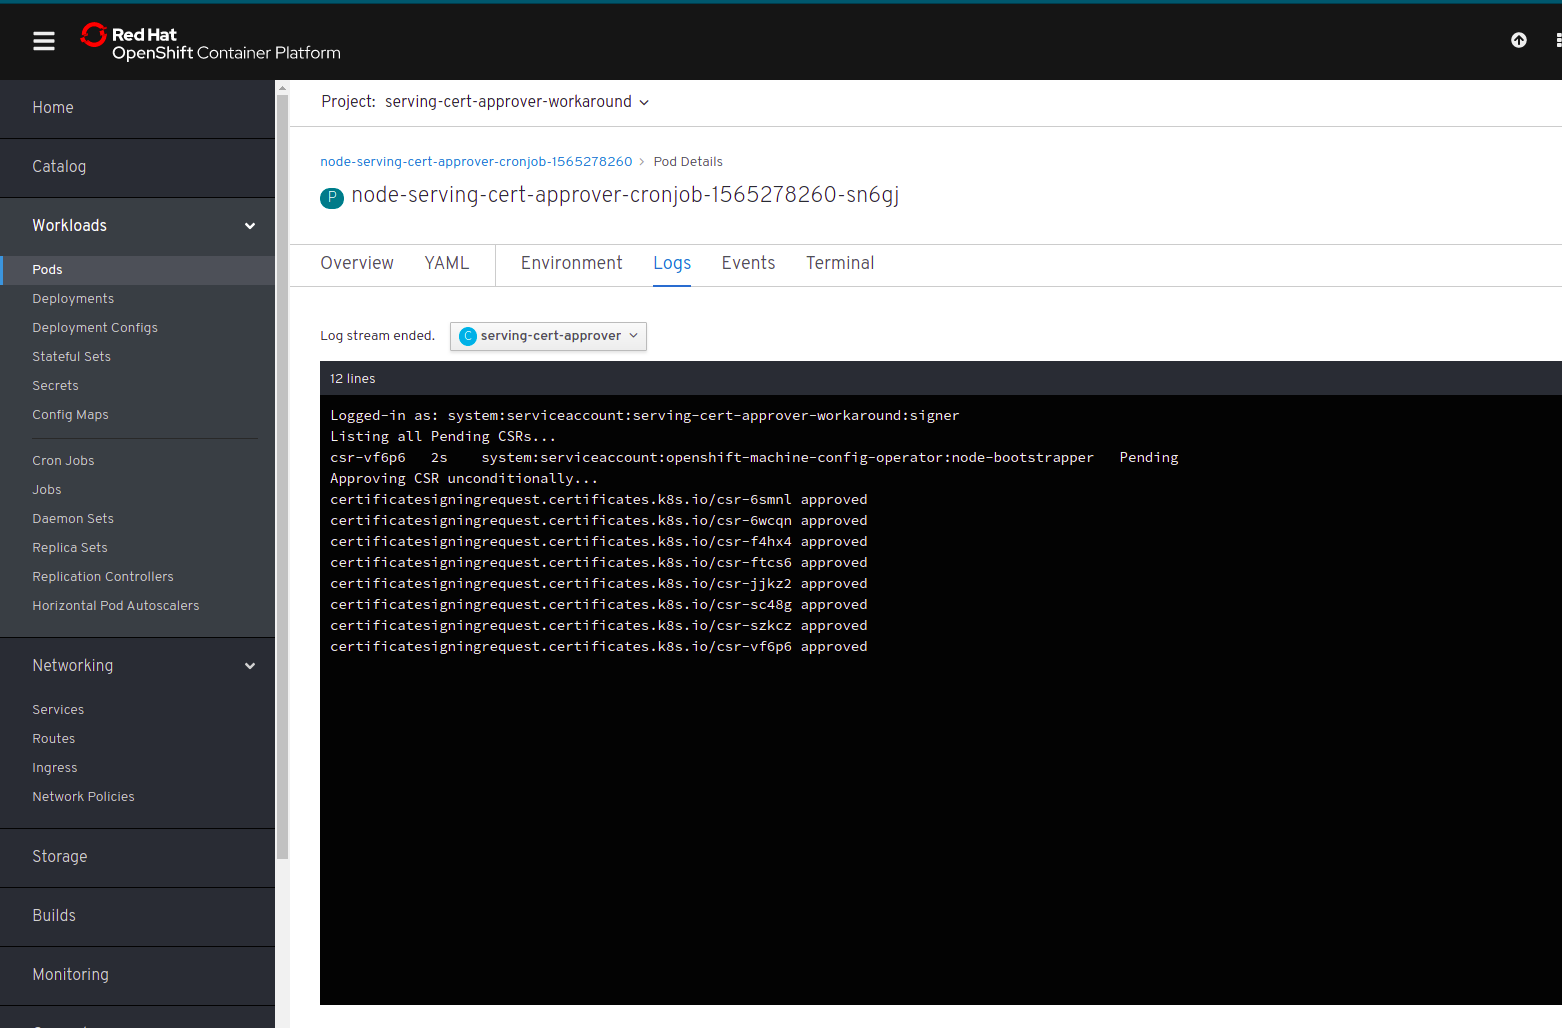 Red Hat
OpenShift Container Platform
Home
Catalog
Workloads
Pods
Deployments
Deployment Configs
Stateful Sets
Secrets
Config Maps
Cron Jobs
Jobs
Daemon Sets
Replica Sets
Replication Controllers
Horizontal Pod Autoscalers
Networking
Services
Routes
Ingress
Network Policies
Storage
Builds
Monitoring
Project: serving-cert-approver-workaround
node-serving-cert-approver-cronjob-1565278260 > Pod Details
P node-serving-cert-approver-cronjob-1565278260-sn6gj
Overview YAML Environment Logs Events Terminal
Log stream ended. C serving-cert-approver
12 lines
Logged-in as: system:serviceaccount:serving-cert-approver-workaround:signer
Listing all Pending CSRs...
csr-vf6p6 2s system:serviceaccount:openshift-machine-config-operator:node-bootstrapper Pending
Approving CSR unconditionally...
certificatesigningrequest.certificates.k8s.io/csr-6smnl approved
certificatesigningrequest.certificates.k8s.io/csr-6wcqn approved
certificatesigningrequest.certificates.k8s.io/csr-f4hx4 approved
certificatesigningrequest.certificates.k8s.io/csr-ftcs6 approved
certificatesigningrequest.certificates.k8s.io/csr-jjkz2 approved
certificatesigningrequest.certificates.k8s.io/csr-sc48g approved
certificatesigningrequest.certificates.k8s.io/csr-szkcz approved
certificatesigningrequest.certificates.k8s.io/csr-vf6p6 approved